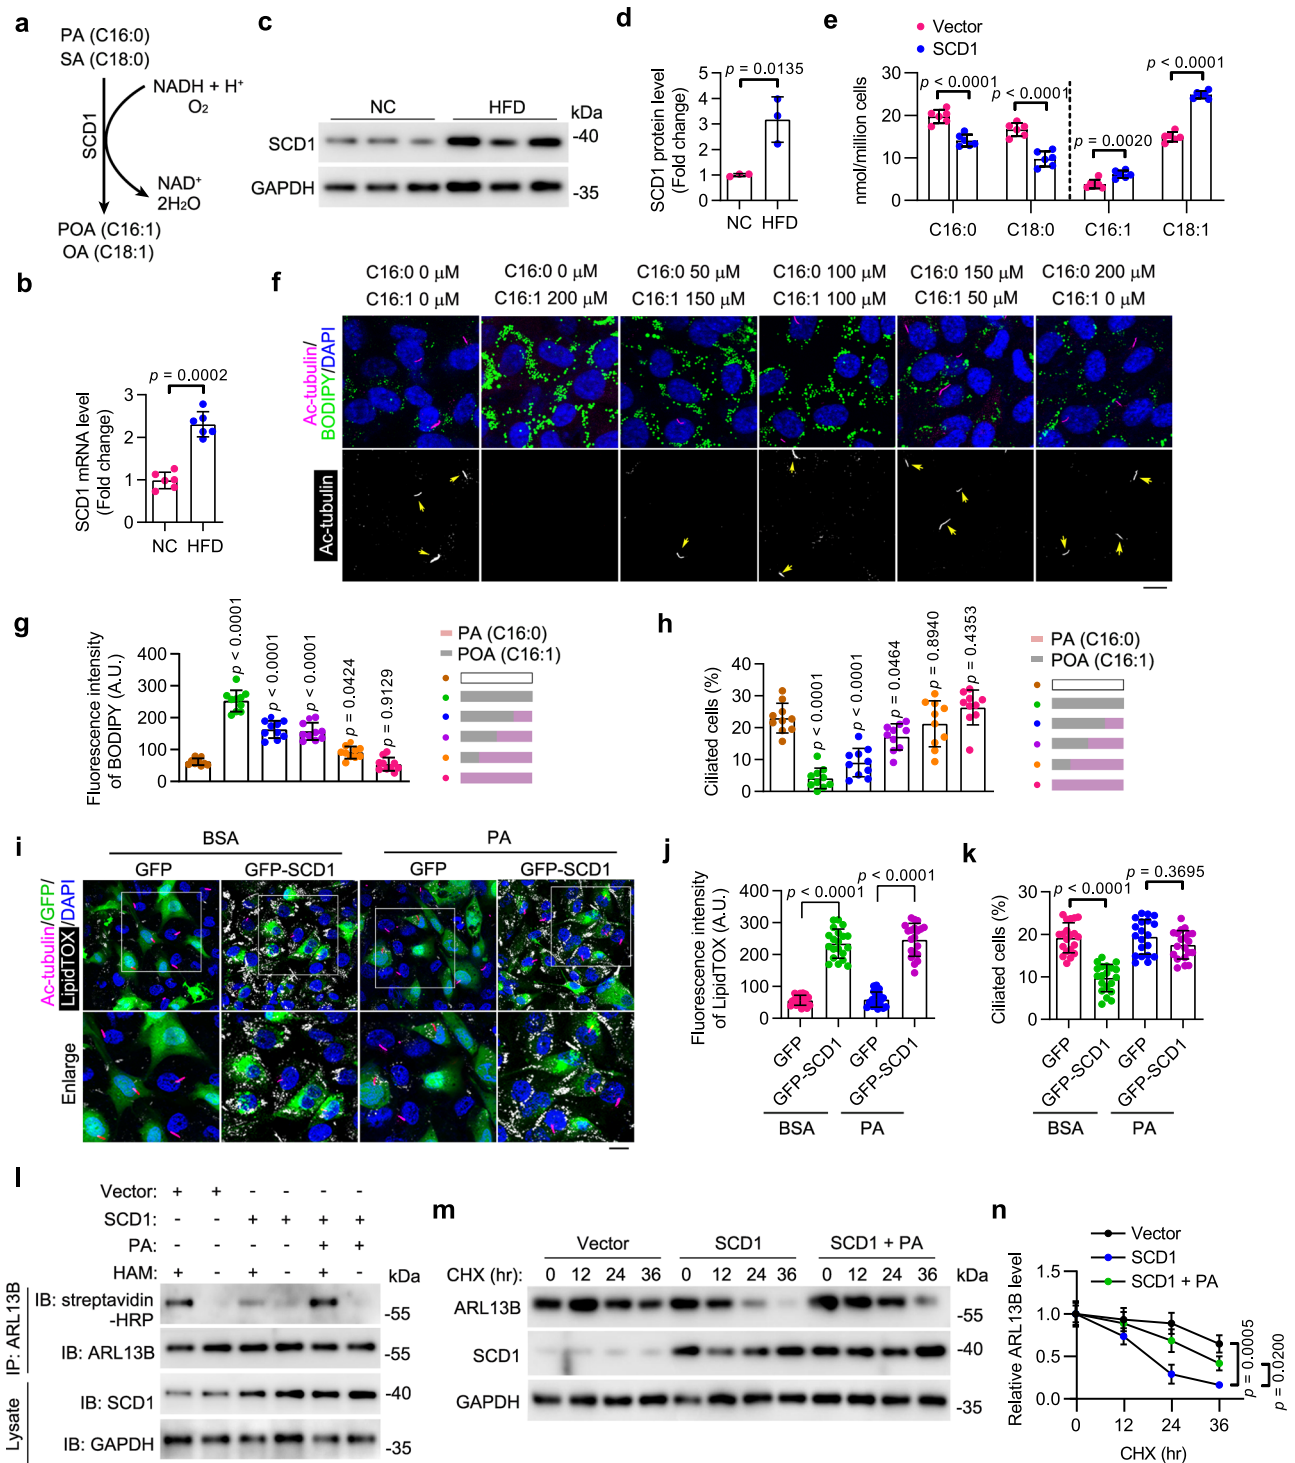 a
PA (C16:0)
SA (C18:0)
NADH + H⁺
O₂
SCD1
NAD⁺
2H₂O
POA (C16:1)
OA (C18:1)
b
SCD1 mRNA level
(Fold change)
p = 0.0002
3
2
1
0
NC HFD
c
NC HFD
kDa
SCD1
-40
GAPDH
-35
d
SCD1 protein level
(Fold change)
p = 0.0135
5
4
3
2
1
0
NC HFD
e
Vector
SCD1
nmol/million cells
30
20
10
0
p < 0.0001
p < 0.0001
p = 0.0020
p < 0.0001
C16:0 C18:0 C16:1 C18:1
f
C16:0 0 μM C16:0 0 μM C16:0 50 μM C16:0 100 μM C16:0 150 μM C16:0 200 μM
C16:1 0 μM C16:1 200 μM C16:1 150 μM C16:1 100 μM C16:1 50 μM C16:1 0 μM
Ac-tubulin/
BODIPY/DAPI
Ac-tubulin
g
Fluorescence intensity
of BODIPY (A.U.)
400
300
200
100
0
p < 0.0001
p < 0.0001
p < 0.0001
p = 0.0424
p = 0.9129
PA (C16:0)
POA (C16:1)
h
Ciliated cells (%)
40
30
20
10
0
p < 0.0001
p < 0.0001
p = 0.0464
p = 0.8940
p = 0.4353
PA (C16:0)
POA (C16:1)
i
BSA PA
GFP GFP-SCD1 GFP GFP-SCD1
Ac-tubulin/GFP/
LipidTOX/DAPI
Enlarge
j
Fluorescence intensity
of LipidTOX (A.U.)
400
300
200
100
0
p < 0.0001
p < 0.0001
GFP
GFP-SCD1
GFP
GFP-SCD1
BSA PA
k
Ciliated cells (%)
30
20
10
0
p < 0.0001
p = 0.3695
GFP
GFP-SCD1
GFP
GFP-SCD1
BSA PA
l
Vector: + + - - - -
SCD1: - - + + + +
PA: - - - - + +
HAM: + - + - + -
kDa
IP: ARL13B
IB: streptavidin
-HRP
-55
IB: ARL13B
-55
Lysate
IB: SCD1
-40
IB: GAPDH
-35
m
Vector SCD1 SCD1 + PA
CHX (hr): 0 12 24 36 0 12 24 36 0 12 24 36
kDa
ARL13B
-55
SCD1
-40
GAPDH
-35
n
Vector
SCD1
SCD1 + PA
Relative ARL13B level
1.5
1.0
0.5
0.0
p = 0.0005
p = 0.0200
0 12 24 36
CHX (hr)